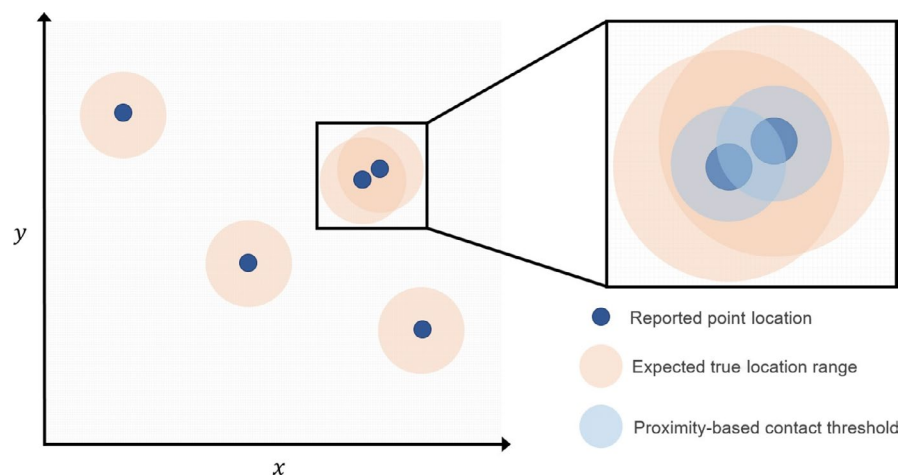 y
x
Reported point location
Expected true location range
Proximity-based contact threshold